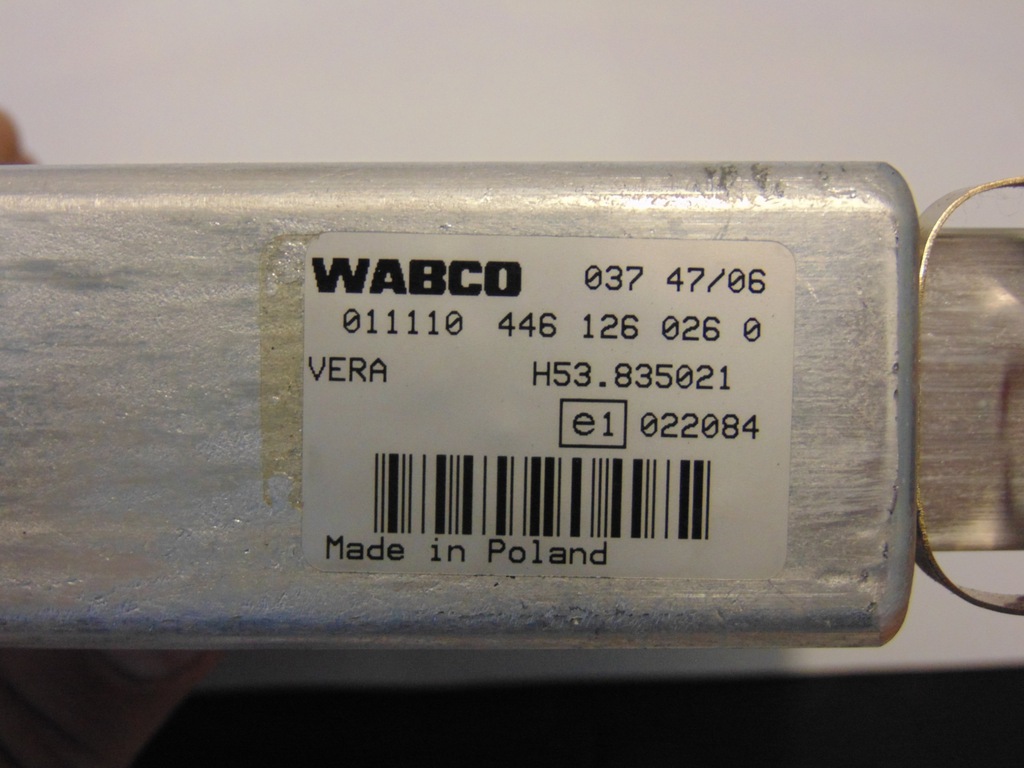 WABCO 037 47/06
011110 446 126 026 0
VERA H53.835021
e1 022084
Made in Poland